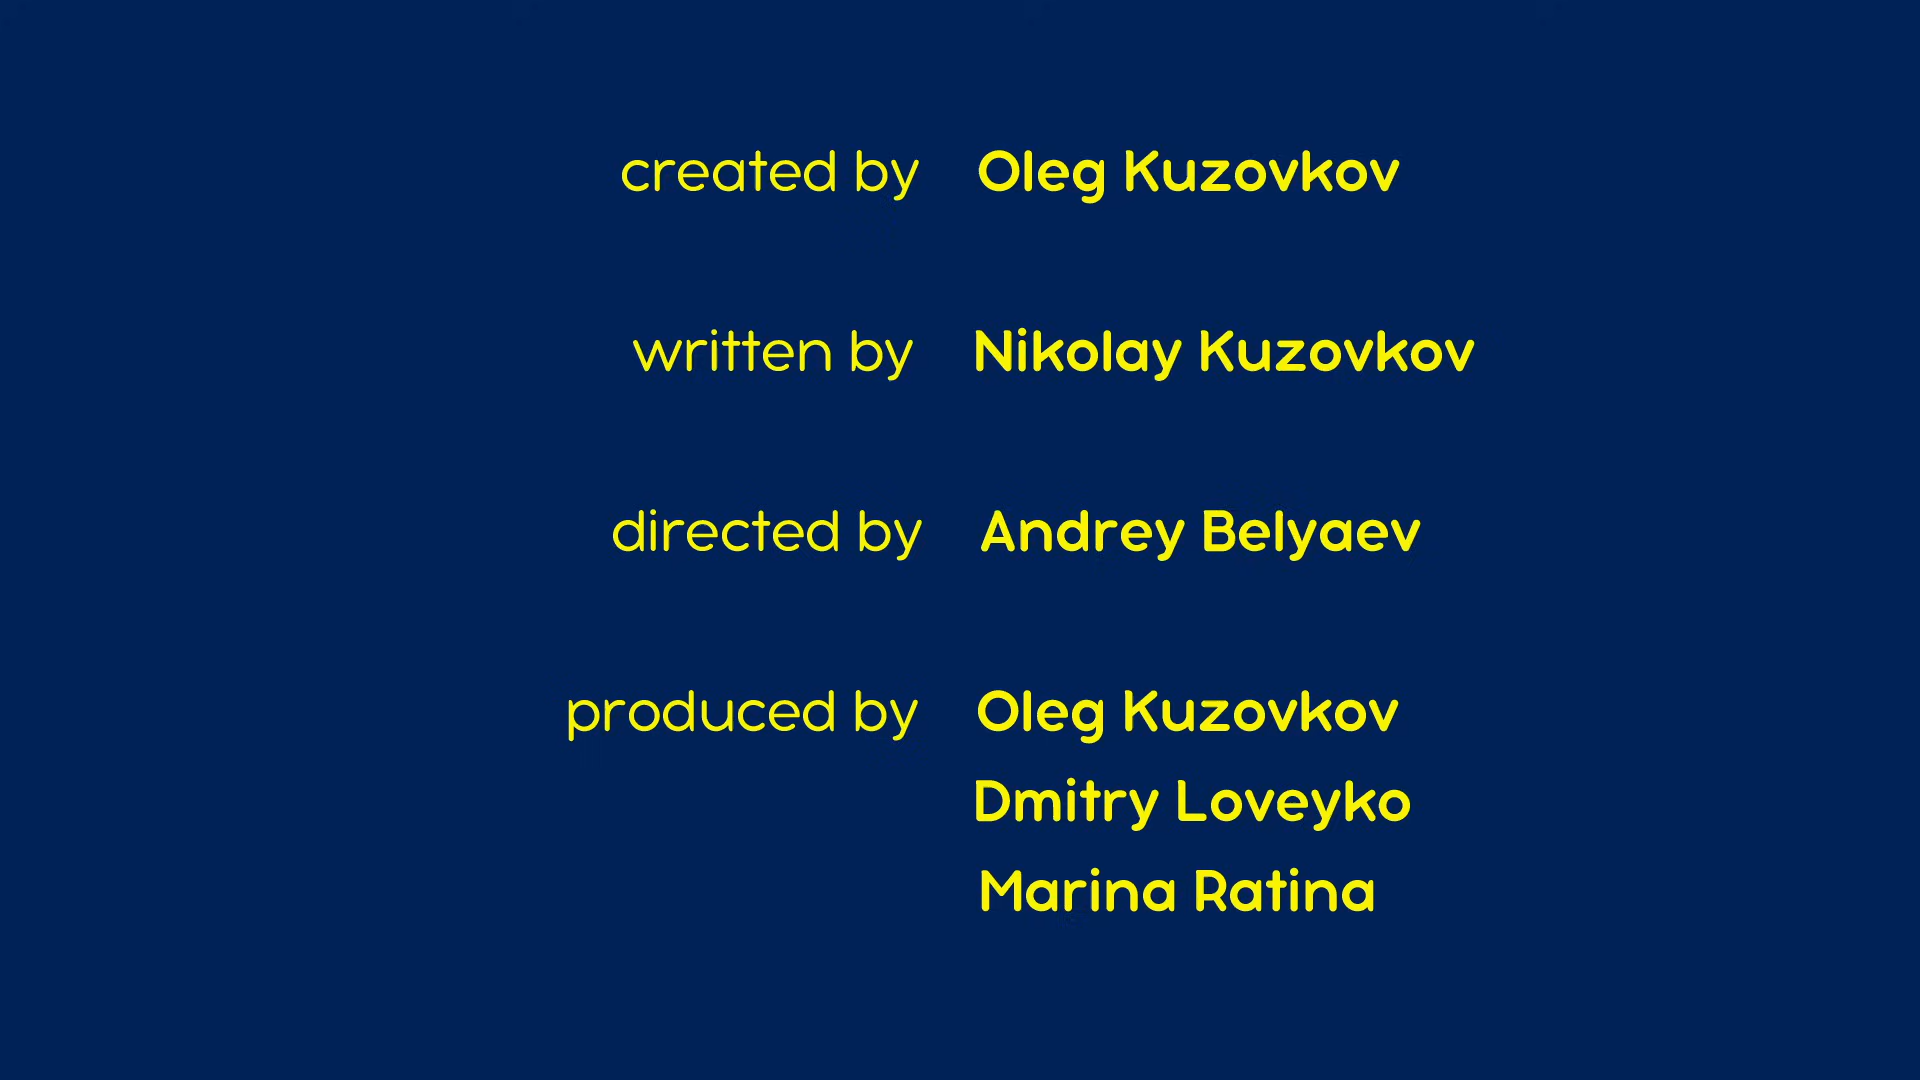 created by Oleg Kuzovkov
written by Nikolay Kuzovkov
directed by Andrey Belyaev
produced by Oleg Kuzovkov
Dmitry Loveyko
Marina Ratina